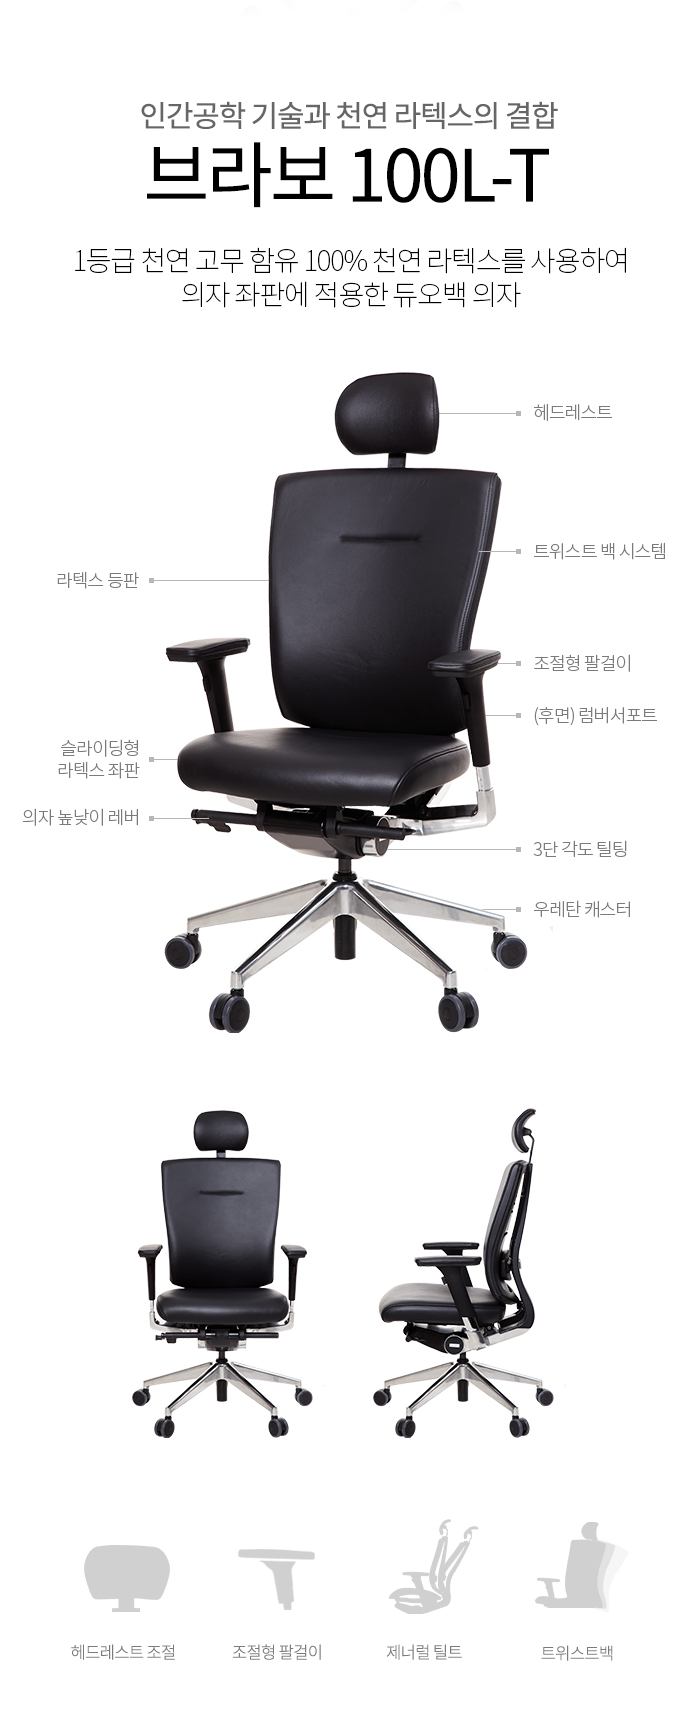 인간공학 기술과 천연 라텍스의 결합
브라보 100L-T
1등급 천연 고무 함유 100% 천연 라텍스를 사용하여
의자 좌판에 적용한 듀오백 의자
헤드레스트
트위스트 백 시스템
라텍스 등판
조절형 팔걸이
(후면) 럼버서포트
슬라이딩형
라텍스 좌판
의자 높낮이 레버
3단 각도 틸팅
우레탄 캐스터
헤드레스트 조절
조절형 팔걸이
제너럴 틸트
트위스트백